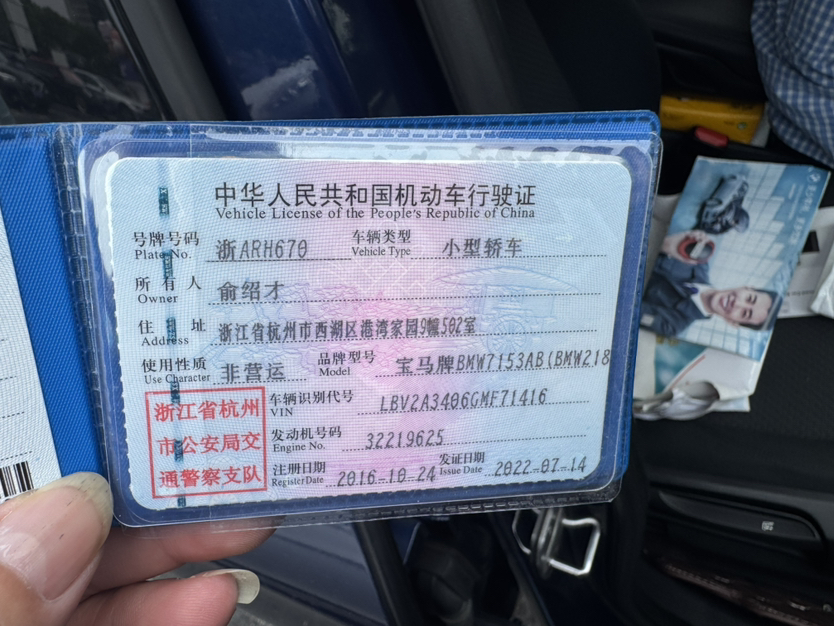 中华人民共和国机动车行驶证
Vehicle License of the People's Republic of China
号牌号码 浙ARH670 车辆类型 小型轿车
Plate No. Vehicle Type
所有人 俞绍才
Owner
住址 浙江省杭州市西湖区港湾家园9幢502室
Address
使用性质 非营运 品牌型号 宝马牌BMW7153AB(BMW218
Use Character Model
浙江省杭州
市公安局交
通警察支队
车辆识别代号 LBV2A3406GMF71416
VIN
发动机号码 32219625
Engine No.
注册日期 2016-10-24 发证日期 2022-07-14
Register Date Issue Date